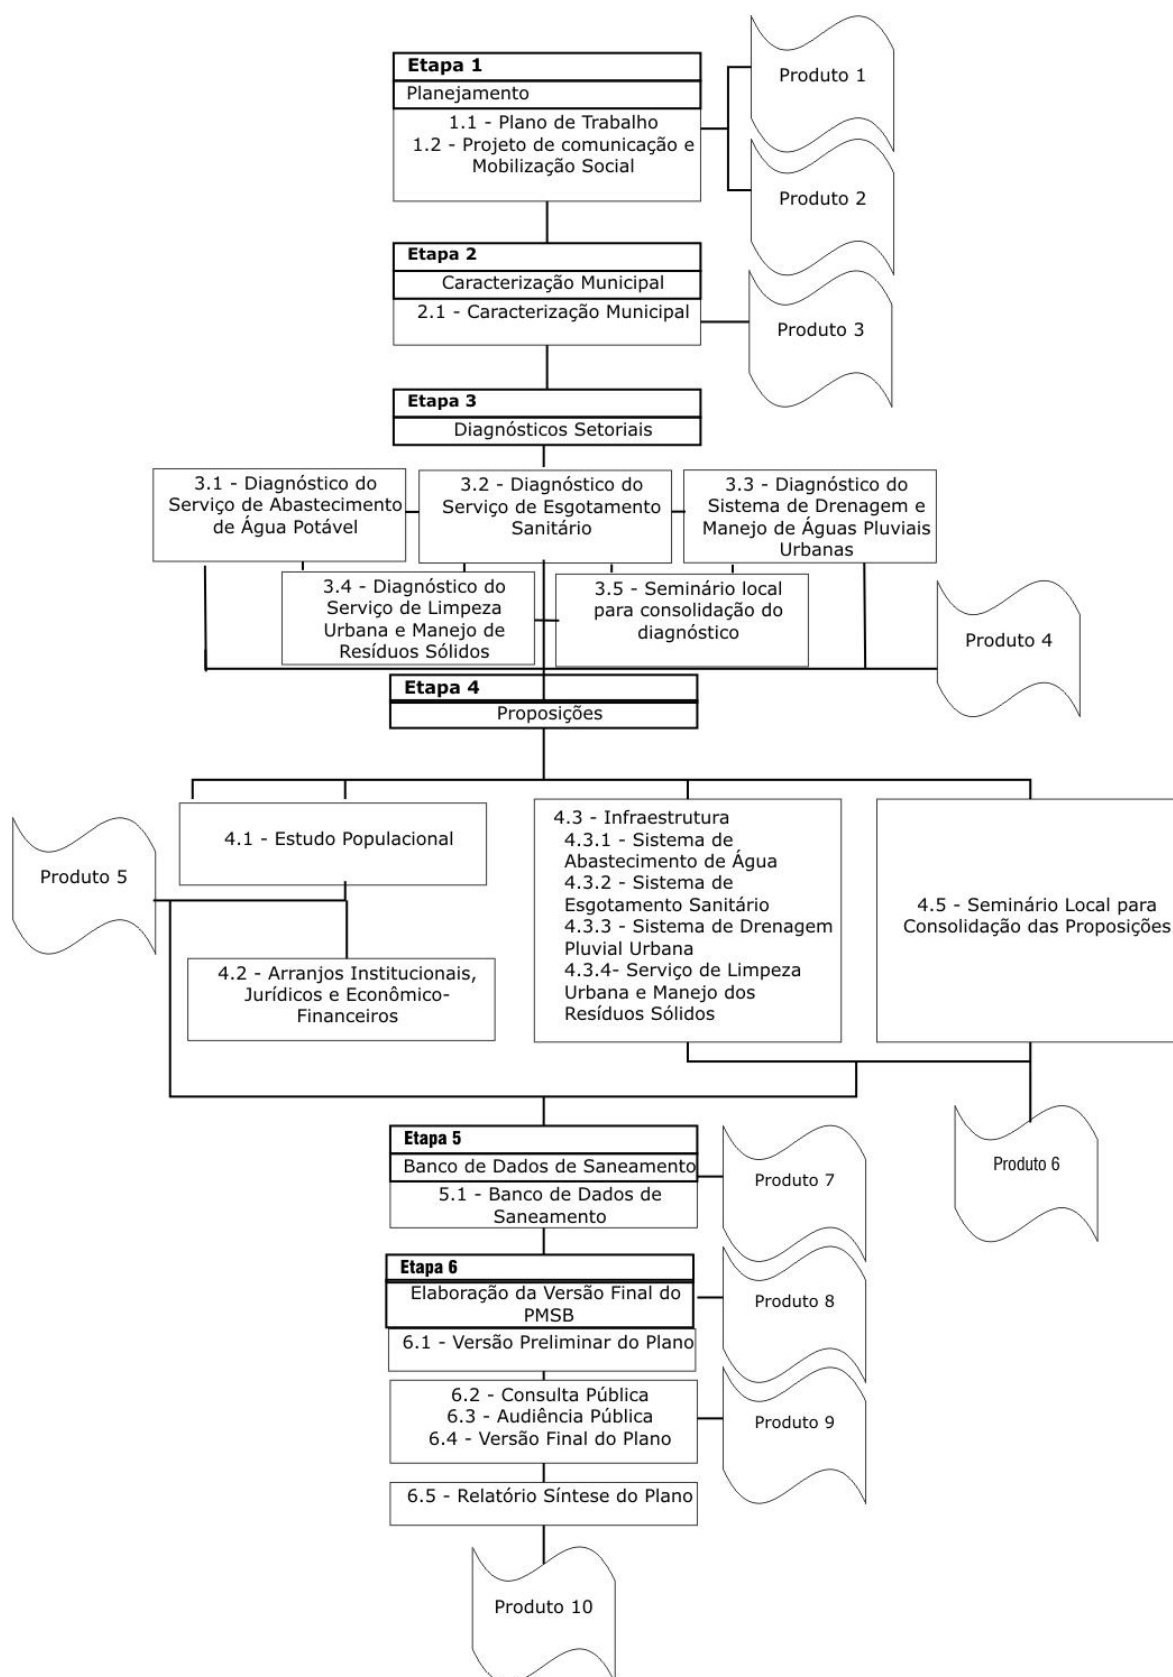 Etapa 1
Planejamento
1.1 - Plano de Trabalho
1.2 - Projeto de comunicação e
Mobilização Social
Produto 1
Produto 2
Etapa 2
Caracterização Municipal
2.1 - Caracterização Municipal
Produto 3
Etapa 3
Diagnósticos Setoriais
3.1 - Diagnóstico do
Serviço de Abastecimento
de Água Potável
3.2 - Diagnóstico do
Serviço de Esgotamento
Sanitário
3.3 - Diagnóstico do
Sistema de Drenagem e
Manejo de Águas Pluviais
Urbanas
3.4 - Diagnóstico do
Serviço de Limpeza
Urbana e Manejo de
Resíduos Sólidos
3.5 - Seminário local
para consolidação do
diagnóstico
Produto 4
Etapa 4
Proposições
4.1 - Estudo Populacional
Produto 5
4.2 - Arranjos Institucionais,
Jurídicos e Econômico-
Financeiros
4.3 - Infraestrutura
4.3.1 - Sistema de
Abastecimento de Água
4.3.2 - Sistema de
Esgotamento Sanitário
4.3.3 - Sistema de Drenagem
Pluvial Urbana
4.3.4- Serviço de Limpeza
Urbana e Manejo dos
Resíduos Sólidos
4.5 - Seminário Local para
Consolidação das Proposições
Produto 6
Etapa 5
Banco de Dados de Saneamento
5.1 - Banco de Dados de
Saneamento
Produto 7
Etapa 6
Elaboração da Versão Final do
PMSB
6.1 - Versão Preliminar do Plano
Produto 8
6.2 - Consulta Pública
6.3 - Audiência Pública
6.4 - Versão Final do Plano
Produto 9
6.5 - Relatório Síntese do Plano
Produto 10